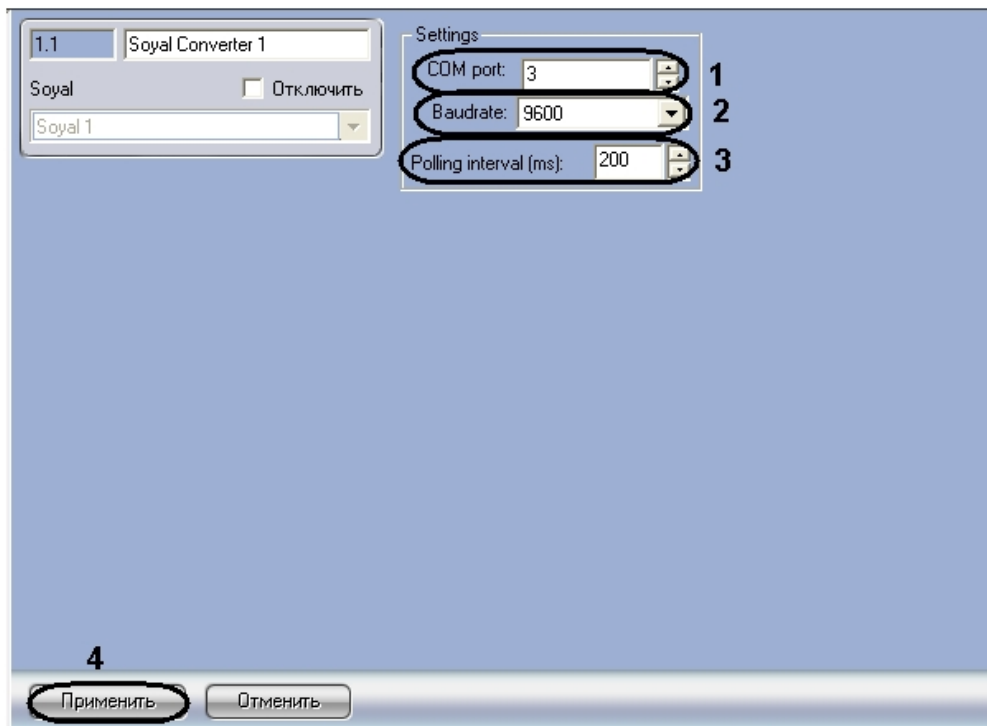 1.1 Soyal Converter 1
Soyal Отключить
Soyal 1
Settings
COM port: 3 1
Baudrate: 9600 2
Polling interval (ms): 200 3
4
Применить Отменить